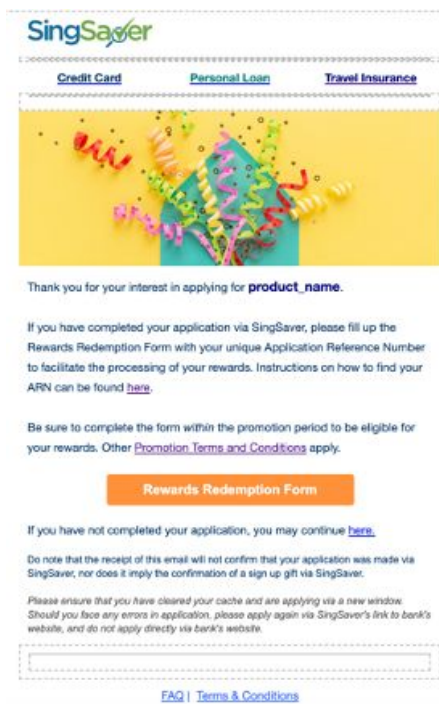 SingSaver
Credit Card Personal Loan Travel Insurance
Thank you for your interest in applying for product_name.
If you have completed your application via SingSaver, please fill up the
Rewards Redemption Form with your unique Application Reference Number
to facilitate the processing of your rewards. Instructions on how to find your
ARN can be found here.
Be sure to complete the form within the promotion period to be eligible for
your rewards. Other Promotion Terms and Conditions apply.
Rewards Redemption Form
If you have not completed your application, you may continue here.
Do note that the receipt of this email will not confirm that your application was made via
SingSaver, nor does it imply the confirmation of a sign up gift via SingSaver.
Please ensure that you have cleared your cache and are applying via a new window.
Should you face any errors in application, please apply again via SingSaver's link to bank's
website, and do not apply directly via bank's website.
FAQ | Terms & Conditions